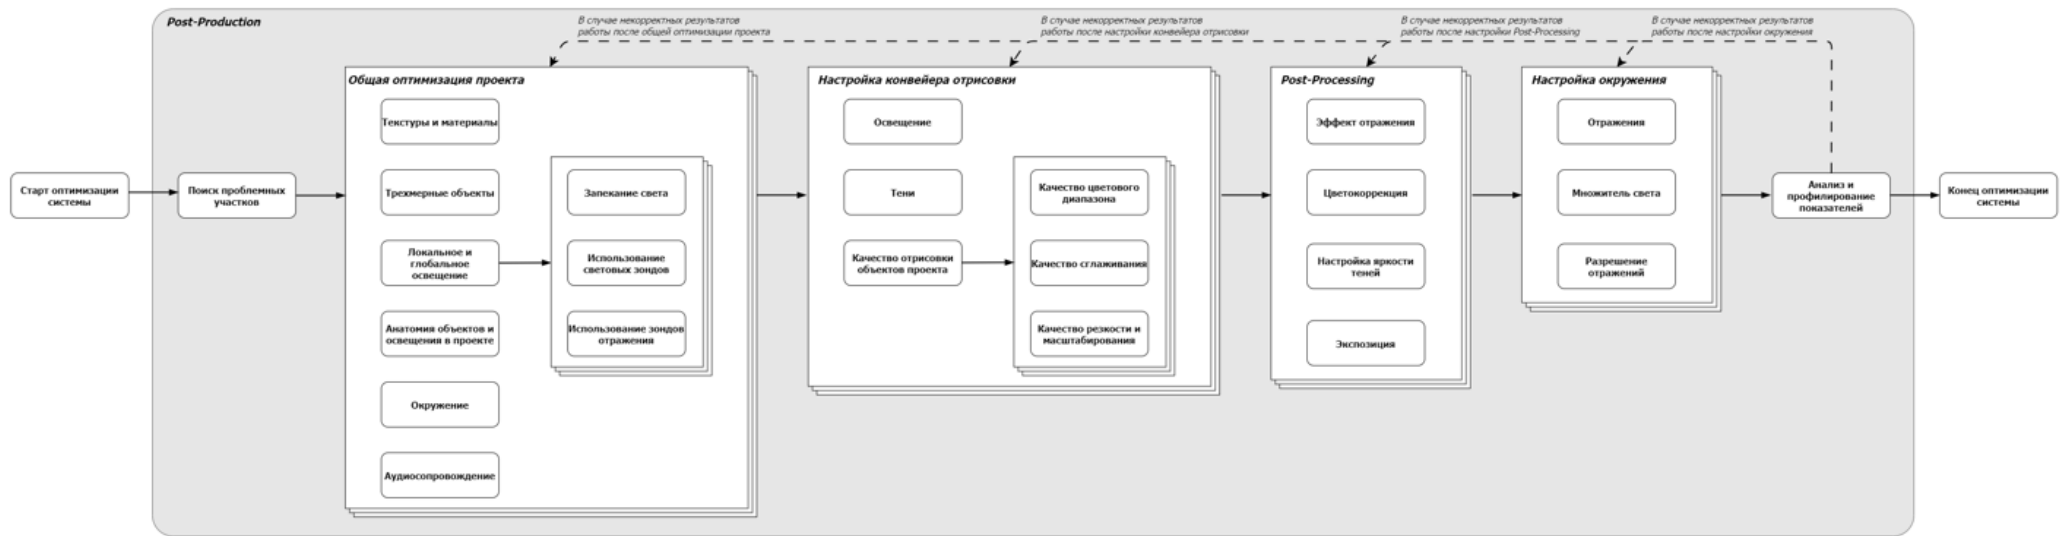 Post-Production
В случае некорректных результатов
работы после общей оптимизации проекта
В случае некорректных результатов
работы после настройки конвейера отрисовки
В случае некорректных результатов
работы после настройки Post-Processing
В случае некорректных результатов
работы после настройки окружения
Старт оптимизации
системы
Поиск проблемных
участков
Общая оптимизация проекта
Текстуры и материалы
Трехмерные объекты
Локальное и
глобальное
освещение
Анатомия объектов и
освещения в проекте
Окружение
Аудиосопровождение
Запекание света
Использование
световых зондов
Использование зондов
отражения
Настройка конвейера отрисовки
Освещение
Тени
Качество отрисовки
объектов проекта
Качество цветового
диапазона
Качество сглаживания
Качество резкости и
масштабирования
Post-Processing
Эффект отражения
Цветокоррекция
Настройка яркости
теней
Экспозиция
Настройка окружения
Отражения
Множитель света
Разрешение
отражений
Анализ и
профилирование
показателей
Конец оптимизации
системы